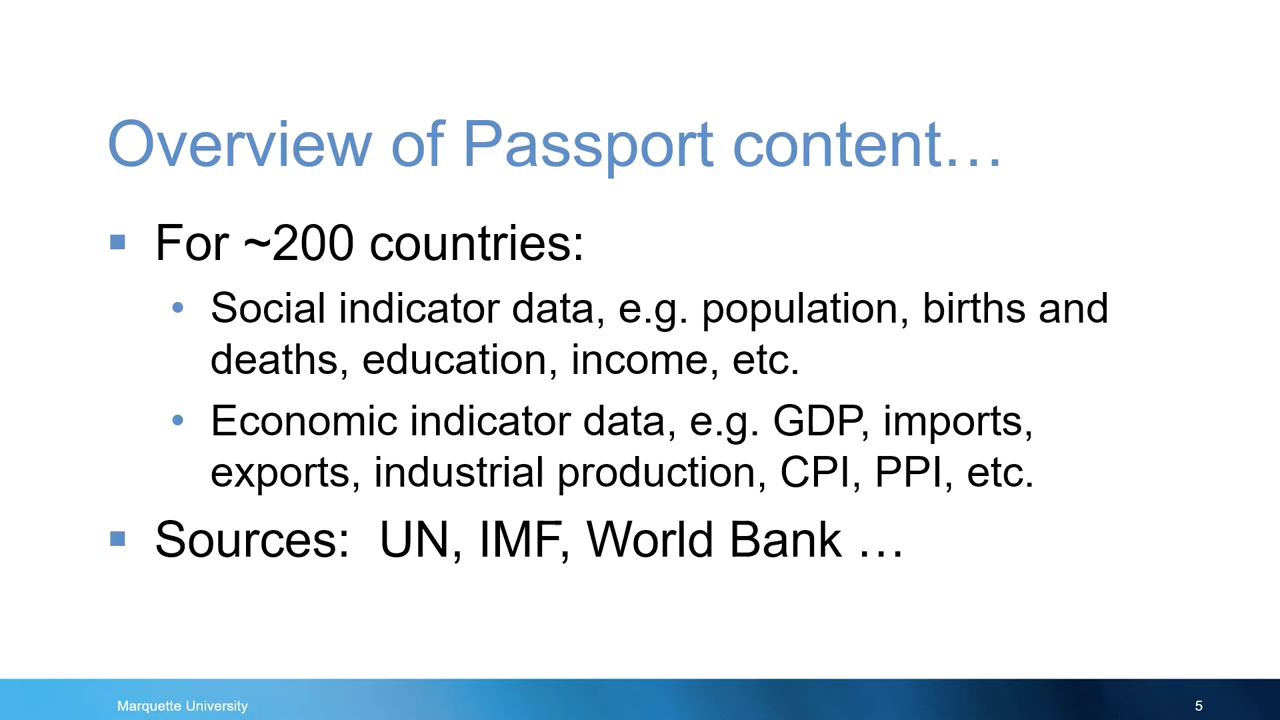 Overview of Passport content…
▪ For ~200 countries:
• Social indicator data, e.g. population, births and
deaths, education, income, etc.
• Economic indicator data, e.g. GDP, imports,
exports, industrial production, CPI, PPI, etc.
▪ Sources:  UN, IMF, World Bank …
Marquette University
5